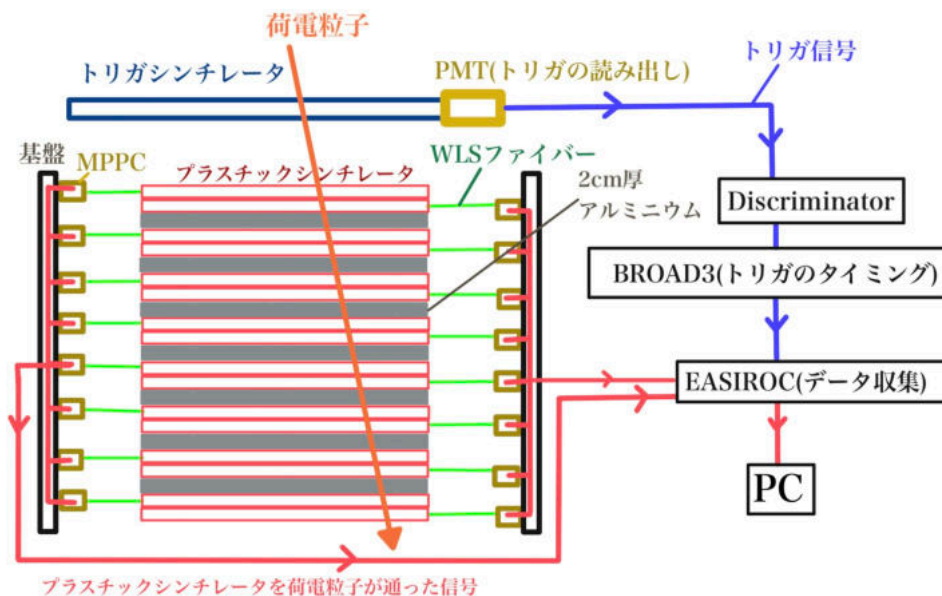 荷電粒子
トリガ信号
トリガシンチレータ
PMT(トリガの読み出し)
基盤
MPPC
プラスチックシンチレータ
WLSファイバー
2cm厚
アルミニウム
Discriminator
BROAD3(トリガのタイミング)
EASIROC(データ収集)
PC
プラスチックシンチレータを荷電粒子が通った信号